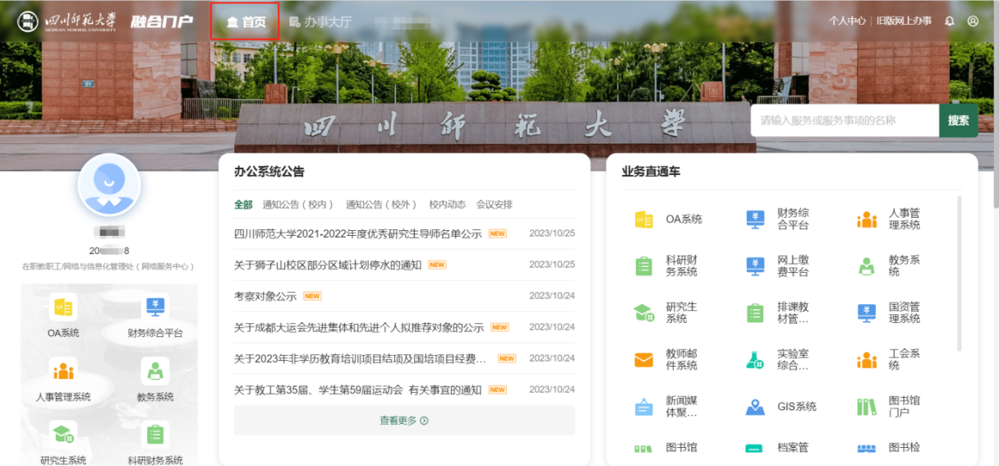 四川师范大学
SICHUAN NORMAL UNIVERSITY
融合门户
首页
办事大厅
个人中心 | 旧版网上办事
四川师范大学
请输入服务或服务事项的名称
搜索
20 8
在职教职工/网络与信息化管处（网络服务中心）
OA系统
财务综合平台
人事管理系统
教务系统
研究生系统
科研财务系统
办公系统公告
全部 通知公告（校内） 通知公告（校外） 校内动态 会议安排
四川师范大学2021-2022年度优秀研究生导师名单公示 NEW 2023/10/25
关于狮子山校区部分区域计划停水的通知 NEW 2023/10/25
考察对象公示 NEW 2023/10/24
关于成都大运会先进集体和先进个人拟推荐对象的公示 NEW 2023/10/24
关于2023年非学历教育培训项目结项及国培项目经费... NEW 2023/10/24
关于教工第35届、学生第59届运动会 有关事宜的通知 NEW 2023/10/24
查看更多
业务直通车
OA系统
财务综
合平台
人事管
理系统
科研财
务系统
网上缴
费平台
教务系
统
研究生
系统
排课教
材管...
国资管
理系统
教师邮
件系统
实验室
综合...
工会系
统
新闻媒
体聚...
GIS系统
图书馆
门户
图书馆
档案管
图书检